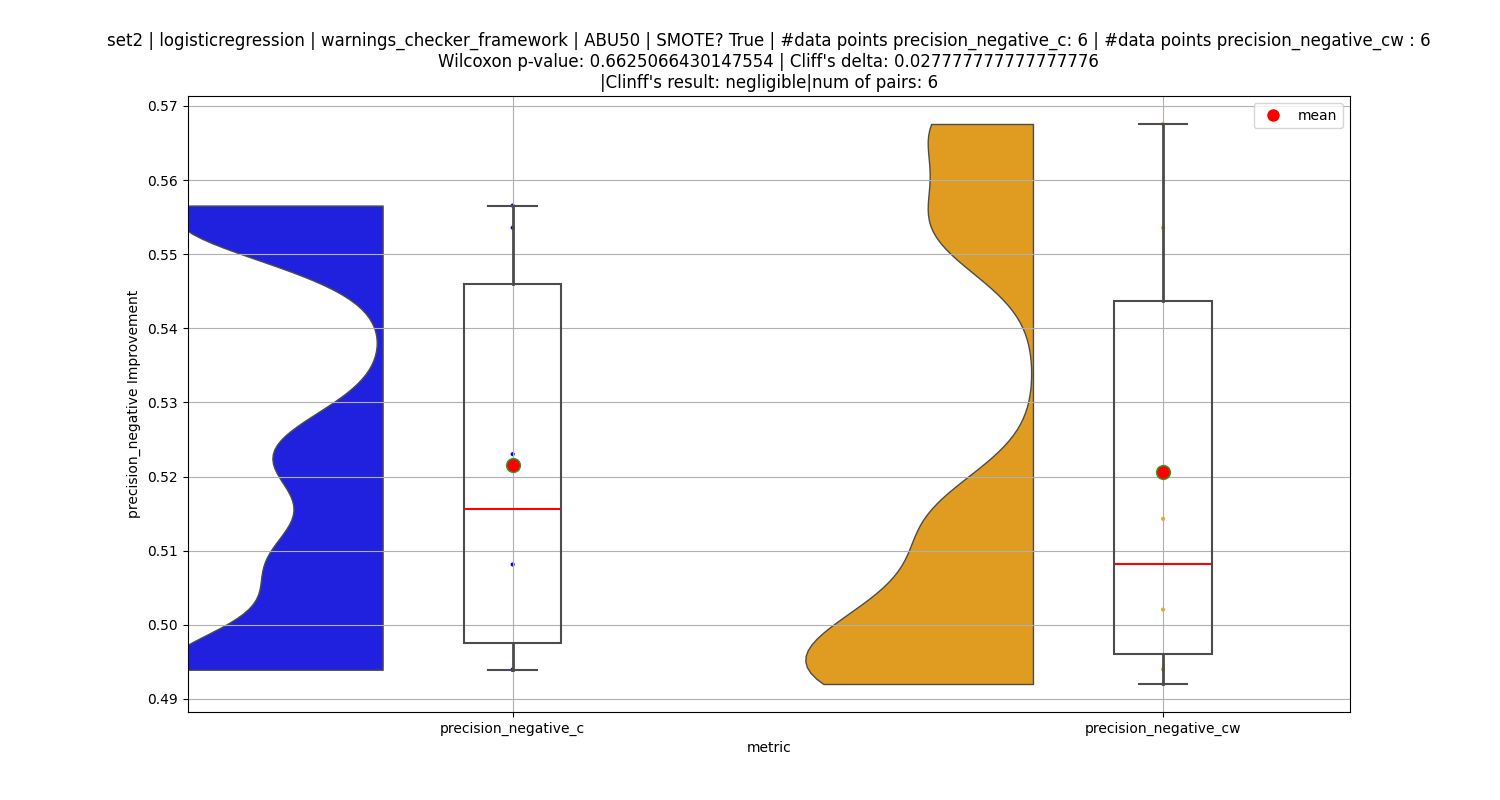 set2 | logisticregression | warnings_checker_framework | ABU50 | SMOTE? True | #data points precision_negative_c: 6 | #data points precision_negative_cw : 6
Wilcoxon p-value: 0.6625066430147554 | Cliff's delta: 0.027777777777777776
|Clinff's result: negligible|num of pairs: 6
mean
0.57
0.56
0.55
0.54
0.53
0.52
0.51
0.50
0.49
precision_negative Improvement
precision_negative_c
precision_negative_cw
metric